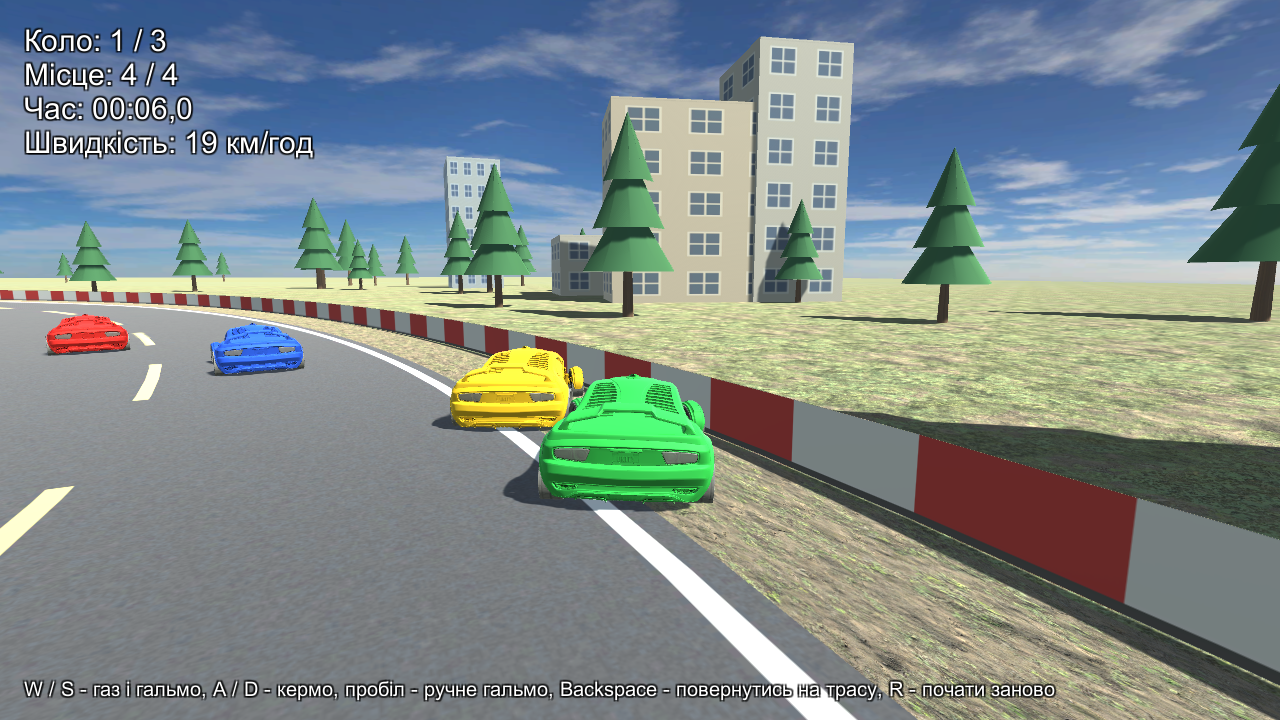 Коло: 1 / 3
Місце: 4 / 4
Час: 00:06,0
Швидкість: 19 км/год
W / S - газ і гальмо, A / D - кермо, пробіл - ручне гальмо, Backspace - повернутись на трасу, R - почати заново